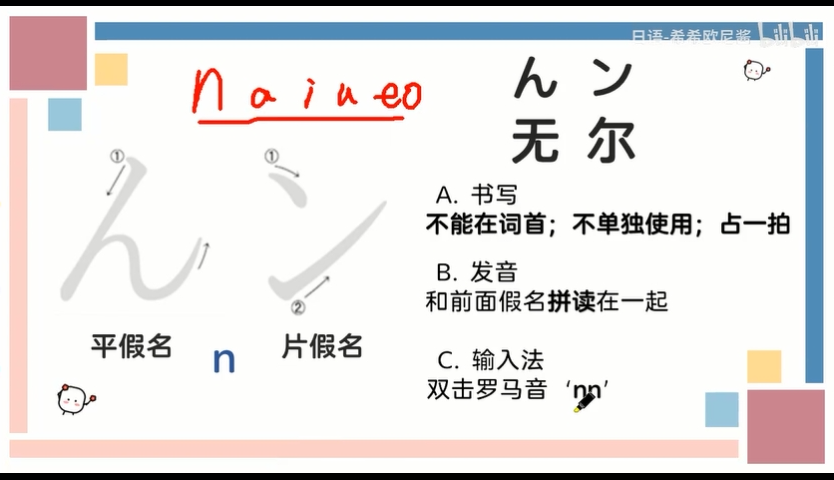 日语-希希欧尼酱 bilibili
n a i u e o
んン
无 尔
①
①
んン
②
平假名
n
片假名
A. 书写
不能在词首；不单独使用；占一拍
B. 发音
和前面假名拼读在一起
C. 输入法
双击罗马音‘nn’